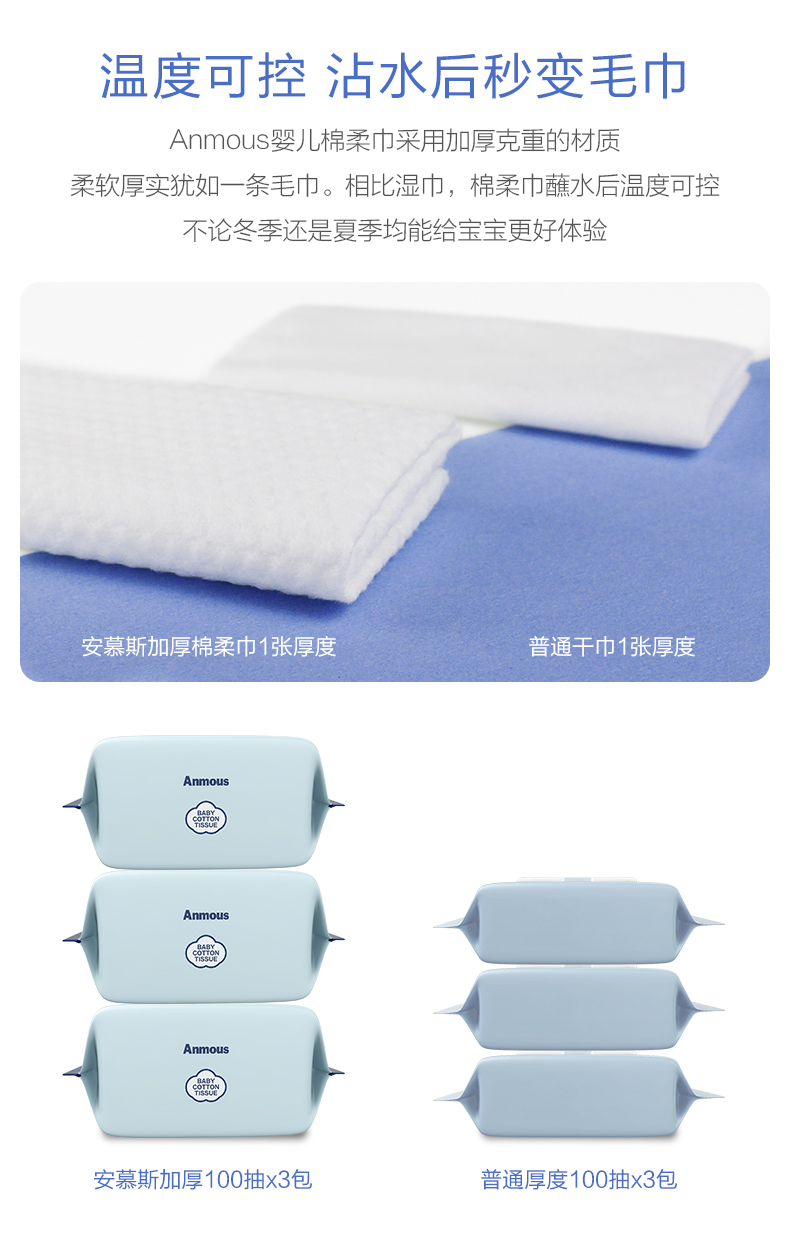 温度可控 沾水后秒变毛巾
Anmous婴儿棉柔巾采用加厚克重的材质
柔软厚实犹如一条毛巾。相比湿巾，棉柔巾蘸水后温度可控
不论冬季还是夏季均能给宝宝更好体验
安慕斯加厚棉柔巾1张厚度
普通干巾1张厚度
Anmous
BABY
COTTON
TISSUE
Anmous
BABY
COTTON
TISSUE
Anmous
BABY
COTTON
TISSUE
安慕斯加厚100抽x3包
普通厚度100抽x3包